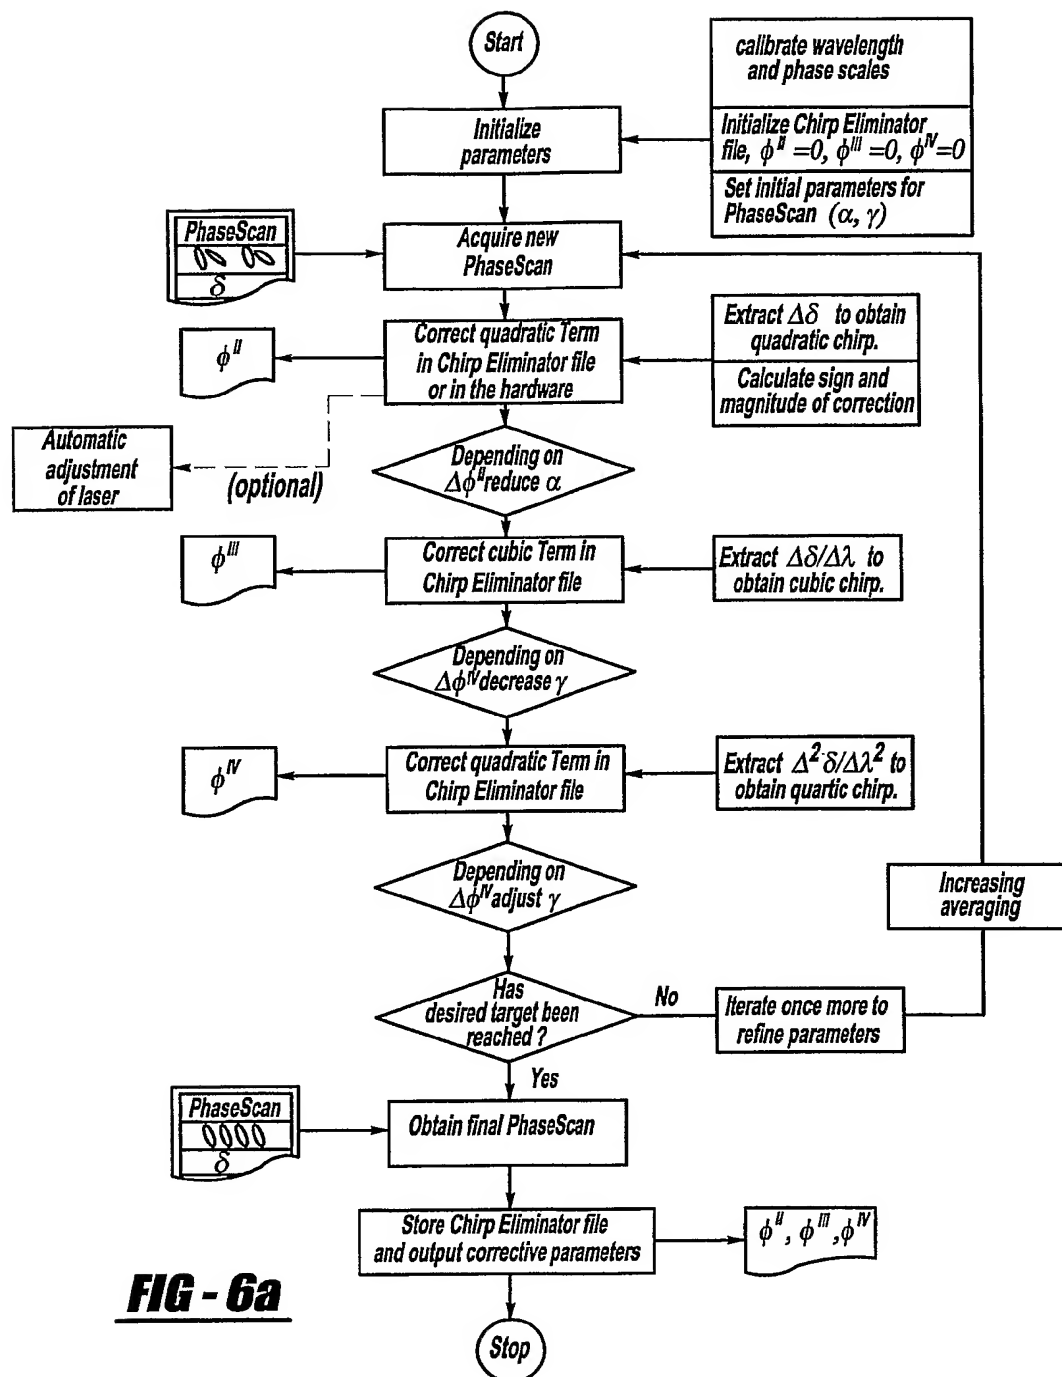 Start
calibrate wavelength
and phase scales
Initialize
parameters
Initialize Chirp Eliminator
file, ϕ^II =0, ϕ^III =0, ϕ^IV=0
Set initial parameters for
PhaseScan (α, γ)
PhaseScan
δ
Acquire new
PhaseScan
ϕ^II
Correct quadratic Term
in Chirp Eliminator file
or in the hardware
Extract Δδ to obtain
quadratic chirp.
Calculate sign and
magnitude of correction
Automatic
adjustment
of laser
(optional)
Depending on
Δϕ^II reduce α
ϕ^III
Correct cubic Term in
Chirp Eliminator file
Extract Δδ/Δλ to
obtain cubic chirp.
Depending on
Δϕ^IV decrease γ
ϕ^IV
Correct quadratic Term in
Chirp Eliminator file
Extract Δ²δ/Δλ² to
obtain quartic chirp.
Depending on
Δϕ^IV adjust γ
Increasing
averaging
Has
desired target been
reached ?
No
Iterate once more to
refine parameters
Yes
PhaseScan
δ
Obtain final PhaseScan
Store Chirp Eliminator file
and output corrective parameters
ϕ^II, ϕ^III, ϕ^IV
FIG - 6a
Stop